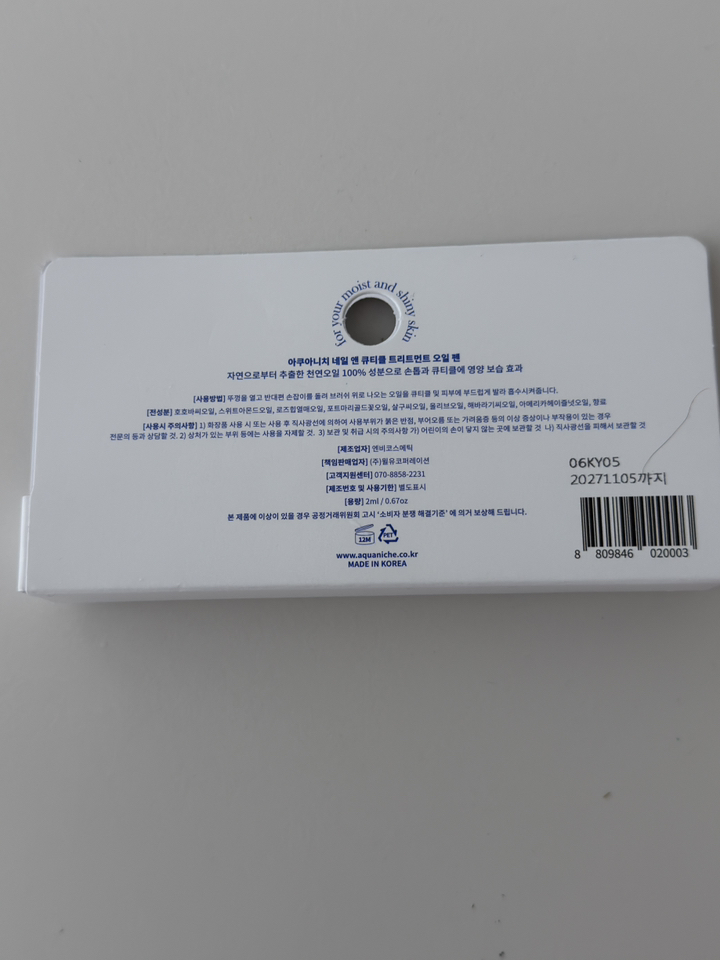 for your moist and shiny skin
아쿠아니치 네일 앤 큐티클 트리트먼트 오일 펜
자연으로부터 추출한 천연오일 100% 성분으로 손톱과 큐티클에 영양 보습 효과
[사용방법] 뚜껑을 열고 반대편 손잡이를 돌려 브러쉬 위로 나오는 오일을 큐티클 및 피부에 부드럽게 발라 흡수시켜줍니다.
[전성분] 호호바씨오일, 스위트아몬드오일, 로즈힙열매오일, 포트마리골드꽃오일, 살구씨오일, 올리브오일, 해바라기씨오일, 아메리카헤이즐넛오일, 향료
[사용시 주의사항] 1) 화장품 사용 시 또는 사용 후 직사광선에 의하여 사용부위가 붉은 반점, 부어오름 또는 가려움증 등의 이상 증상이나 부작용이 있는 경우
전문의 등과 상담할 것. 2) 상처가 있는 부위 등에는 사용을 자제할 것. 3) 보관 및 취급 시의 주의사항 가) 어린이의 손이 닿지 않는 곳에 보관할 것 나) 직사광선을 피해서 보관할 것
[제조업자] 엔비코스메틱
[책임판매업자] (주)월유코퍼레이션
[고객지원센터] 070-8858-2231
[제조번호 및 사용기한] 별도표시
[용량] 2ml / 0.67oz
본 제품에 이상이 있을 경우 공정거래위원회 고시 '소비자 분쟁 해결기준' 에 의거 보상해 드립니다.
12M PET
www.aquaniche.co.kr
MADE IN KOREA
06KY05
20271105까지
8 809846 020003